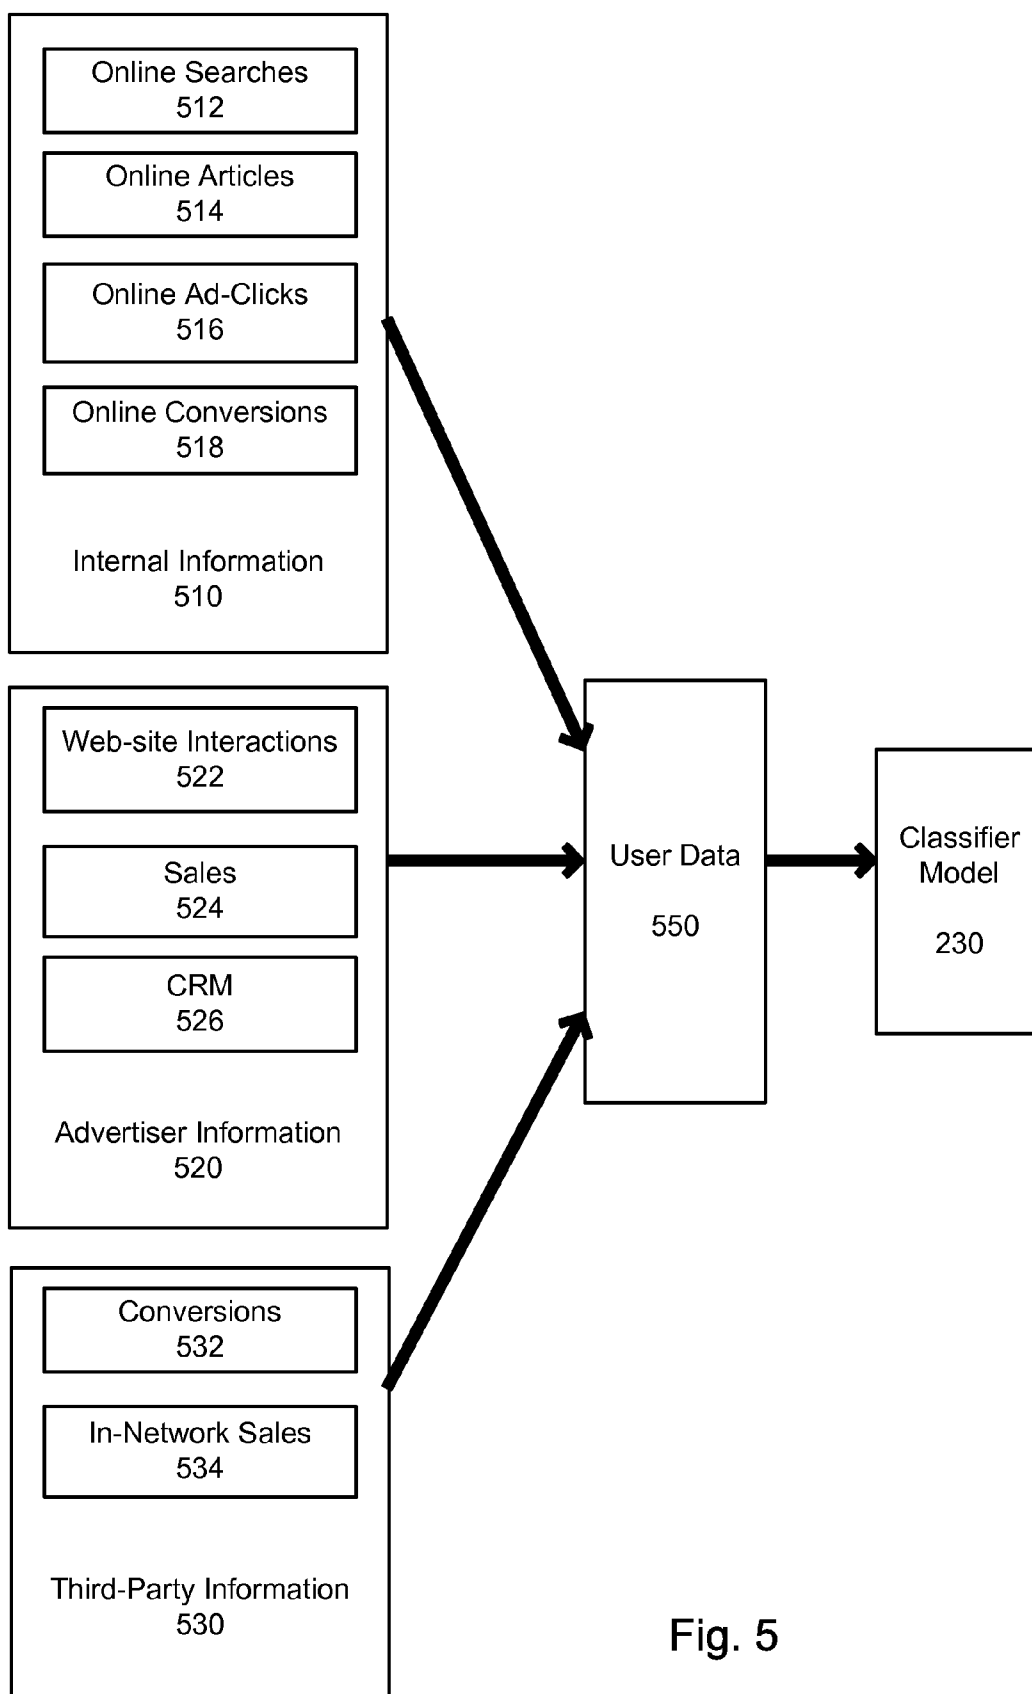 Online Searches
512
Online Articles
514
Online Ad-Clicks
516
Online Conversions
518
Internal Information
510
Web-site Interactions
522
Sales
524
CRM
526
Advertiser Information
520
Conversions
532
In-Network Sales
534
Third-Party Information
530
User Data
550
Classifier
Model
230
Fig. 5